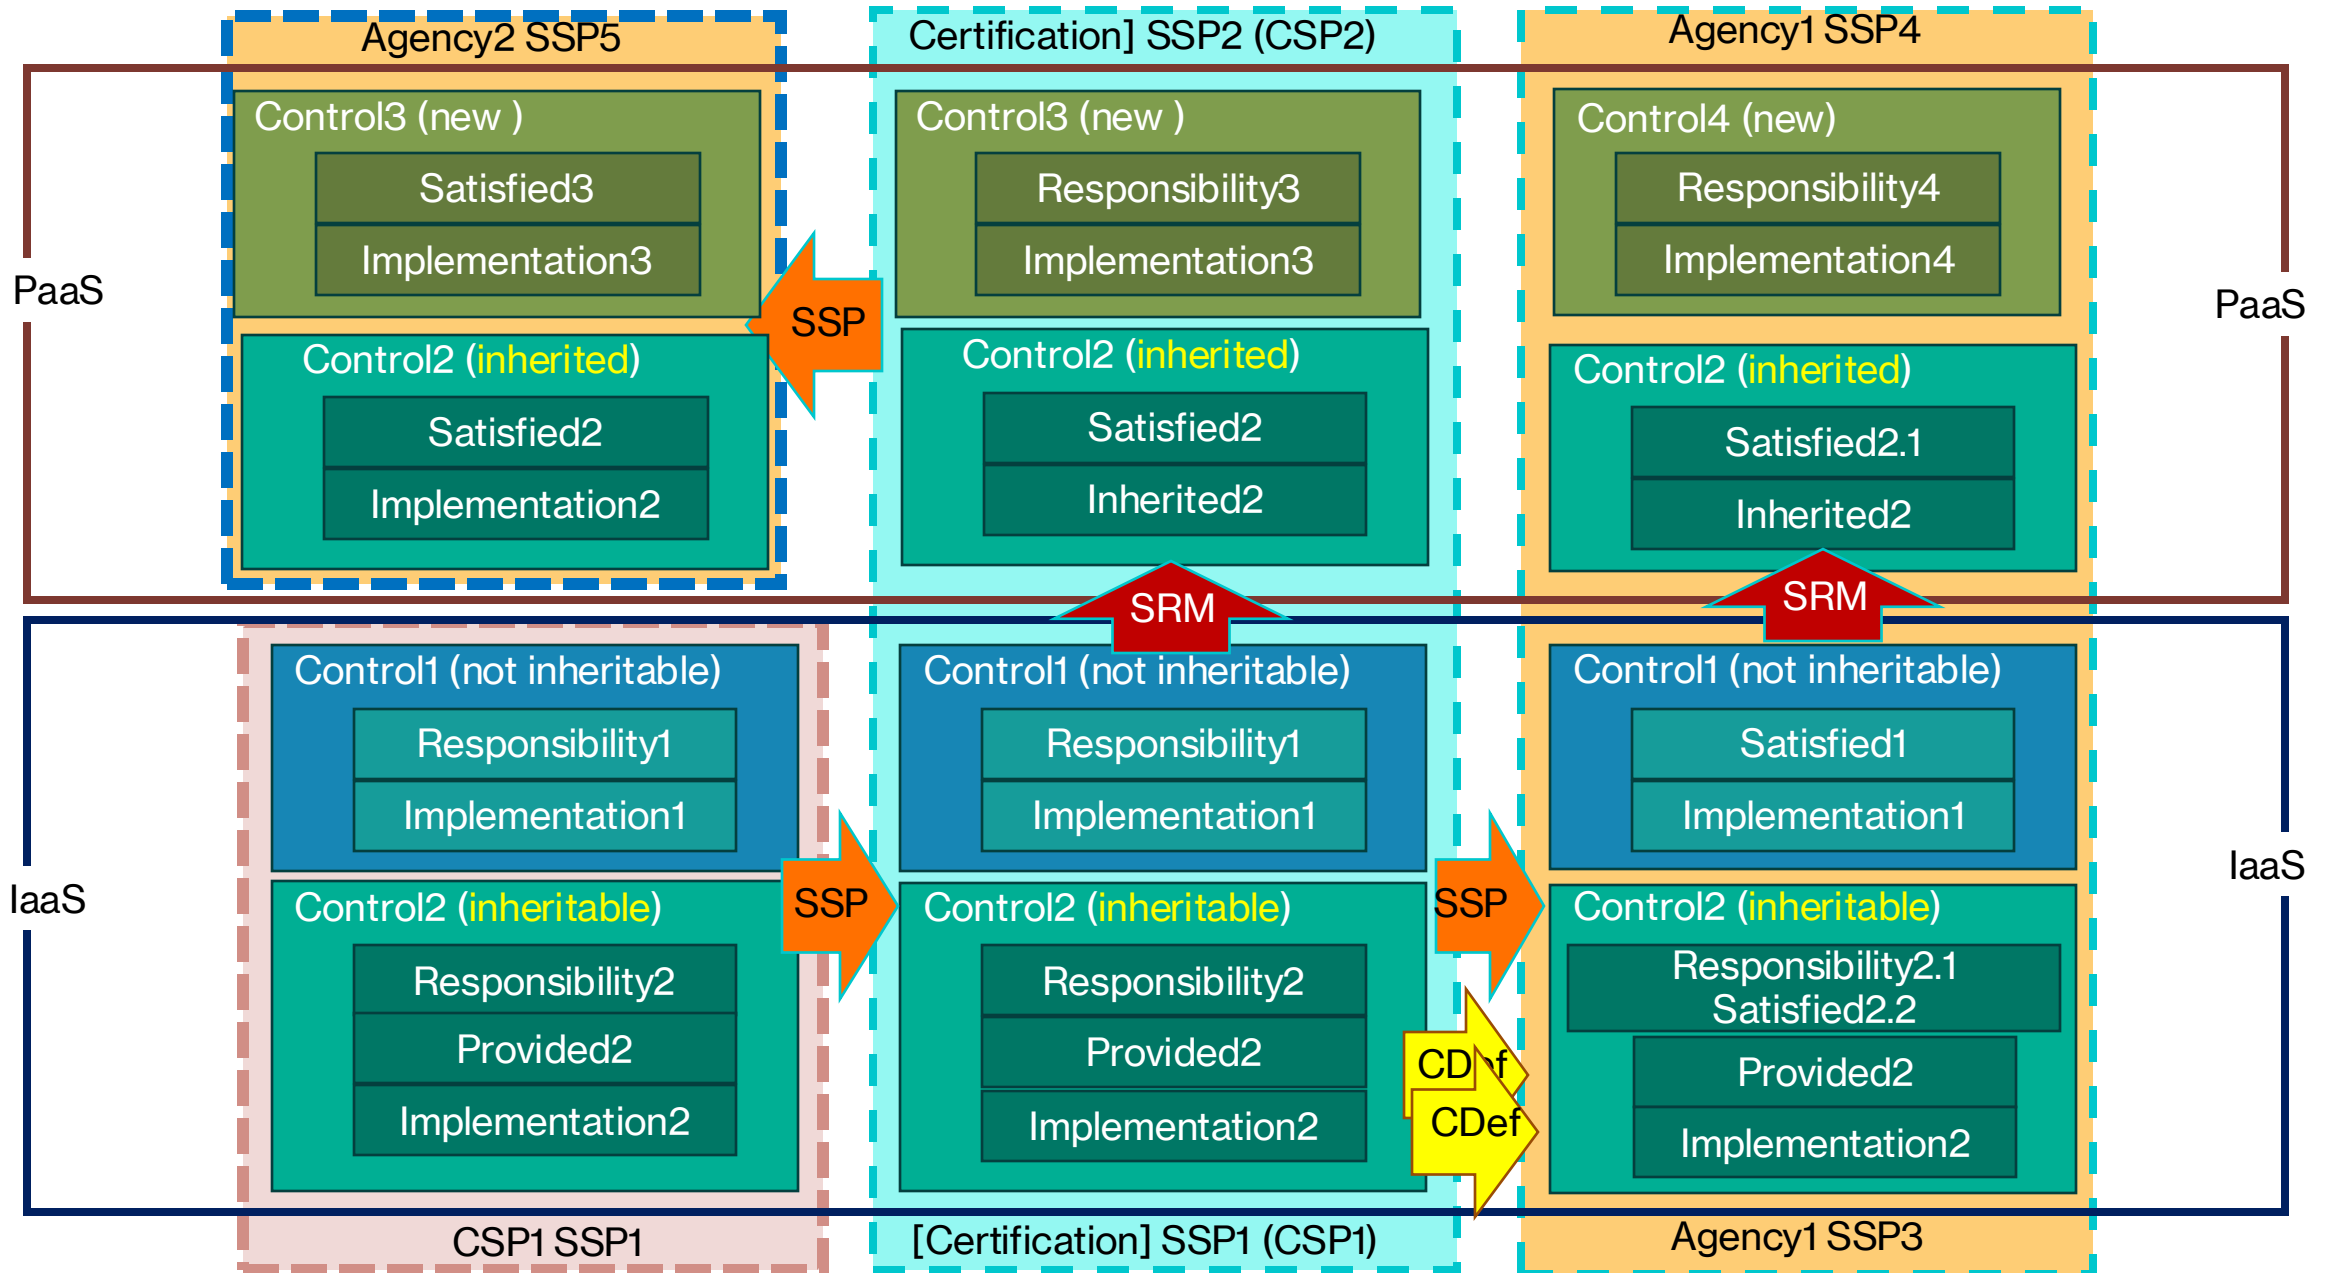 Agency2 SSP5
Control3 (new )
Satisfied3
Implementation3
Control2 (inherited)
Satisfied2
Implementation2
Certification] SSP2 (CSP2)
Control3 (new )
Responsibility3
Implementation3
SSP
Control2 (inherited)
Satisfied2
Inherited2
Agency1 SSP4
Control4 (new)
Responsibility4
Implementation4
Control2 (inherited)
Satisfied2.1
Inherited2
PaaS
PaaS
SRM
SRM
Control1 (not inheritable)
Responsibility1
Implementation1
Control2 (inheritable)
Responsibility2
Provided2
Implementation2
CSP1 SSP1
SSP
Control1 (not inheritable)
Responsibility1
Implementation1
Control2 (inheritable)
Responsibility2
Provided2
Implementation2
[Certification] SSP1 (CSP1)
SSP
CDef
CDef
Control1 (not inheritable)
Satisfied1
Implementation1
Control2 (inheritable)
Responsibility2.1
Satisfied2.2
Provided2
Implementation2
Agency1 SSP3
IaaS
IaaS